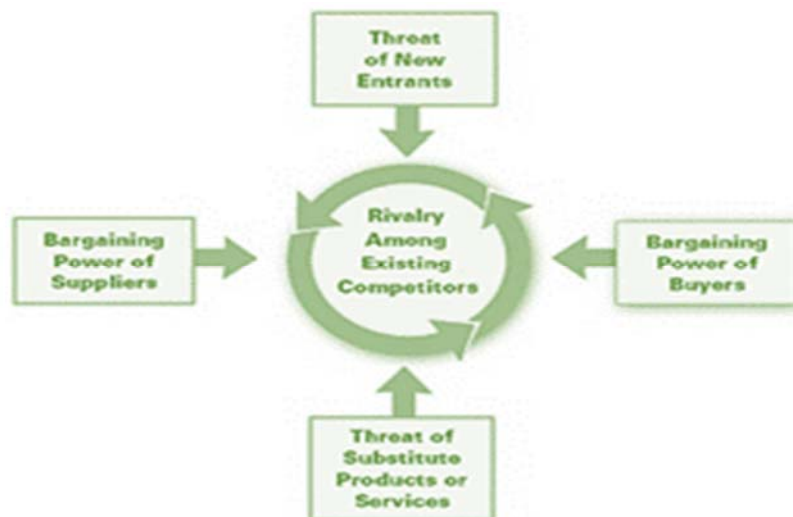 Threat
of New
Entrants
Bargaining
Power of
Suppliers
Rivalry
Among
Existing
Competitors
Bargaining
Power of
Buyers
Threat of
Substitute
Products or
Services